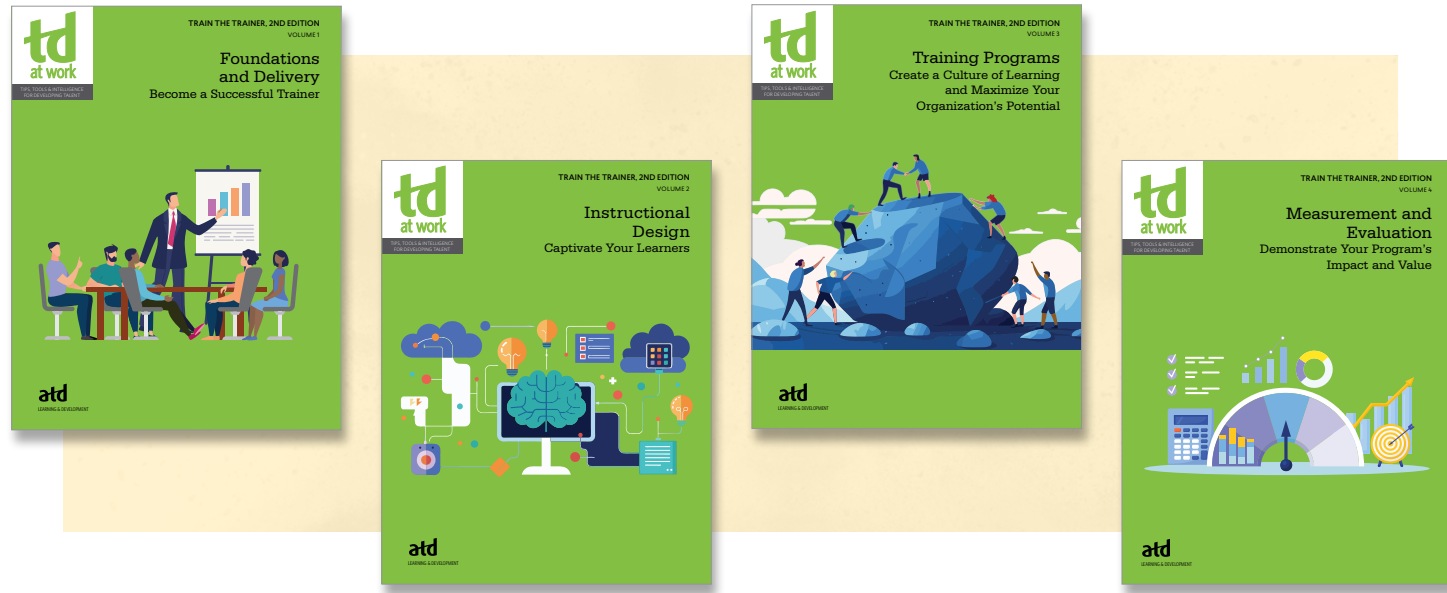 td
at work
TIPS, TOOLS & INTELLIGENCE
FOR DEVELOPING TALENT
TRAIN THE TRAINER, 2ND EDITION
VOLUME 1
Foundations
and Delivery
Become a Successful Trainer
atd
LEARNING & DEVELOPMENT
td
at work
TIPS, TOOLS & INTELLIGENCE
FOR DEVELOPING TALENT
TRAIN THE TRAINER, 2ND EDITION
VOLUME 2
Instructional
Design
Captivate Your Learners
atd
LEARNING & DEVELOPMENT
td
at work
TIPS, TOOLS & INTELLIGENCE
FOR DEVELOPING TALENT
TRAIN THE TRAINER, 2ND EDITION
VOLUME 3
Training Programs
Create a Culture of Learning
and Maximize Your
Organization's Potential
atd
LEARNING & DEVELOPMENT
td
at work
TIPS, TOOLS & INTELLIGENCE
FOR DEVELOPING TALENT
TRAIN THE TRAINER, 2ND EDITION
VOLUME 4
Measurement and
Evaluation
Demonstrate Your Program's
Impact and Value
atd
LEARNING & DEVELOPMENT